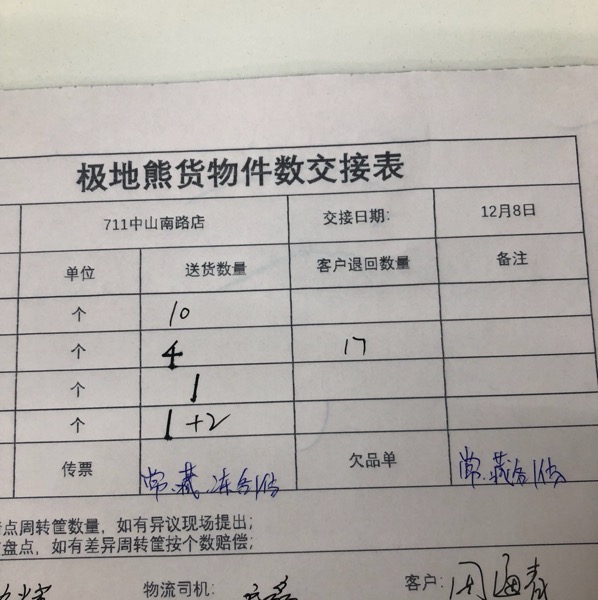 极地熊货物件数交接表
711中山南路店 交接日期: 12月8日
单位 送货数量 客户退回数量 备注
个 10
个 4 17
个 1
个 1+2
传票 常.藏.冻各1份 欠品单 常.藏各1份
点周转筐数量，如有异议现场提出；
盘点，如有差异周转筐按个数赔偿；
物流司机: 客户: